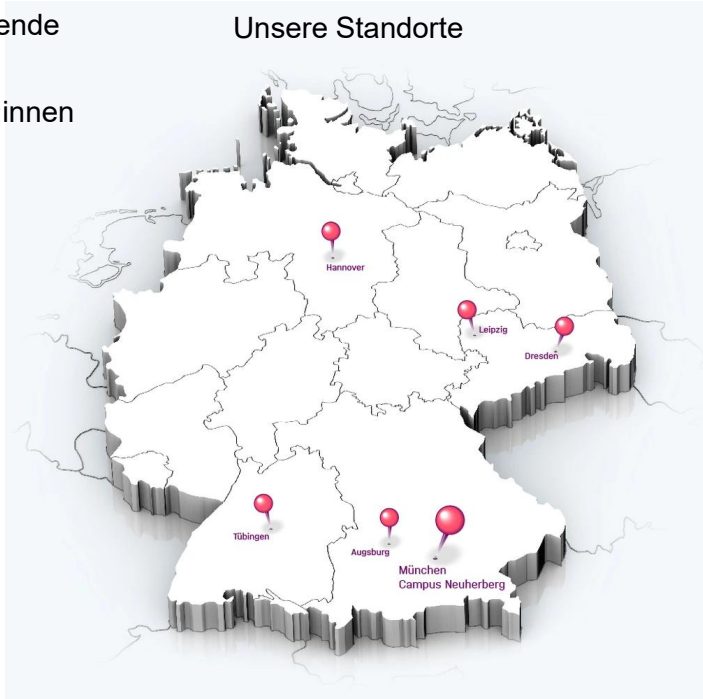 ende
Unsere Standorte
innen
Hannover
Leipzig
Dresden
Tübingen
Augsburg
München
Campus Neuherberg